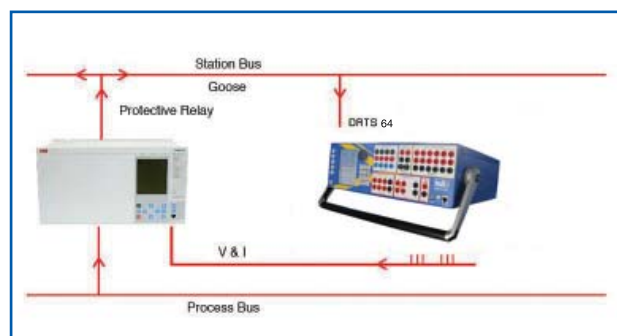 Station Bus
Goose
Protective Relay
DRTS 64
V & I
Process Bus